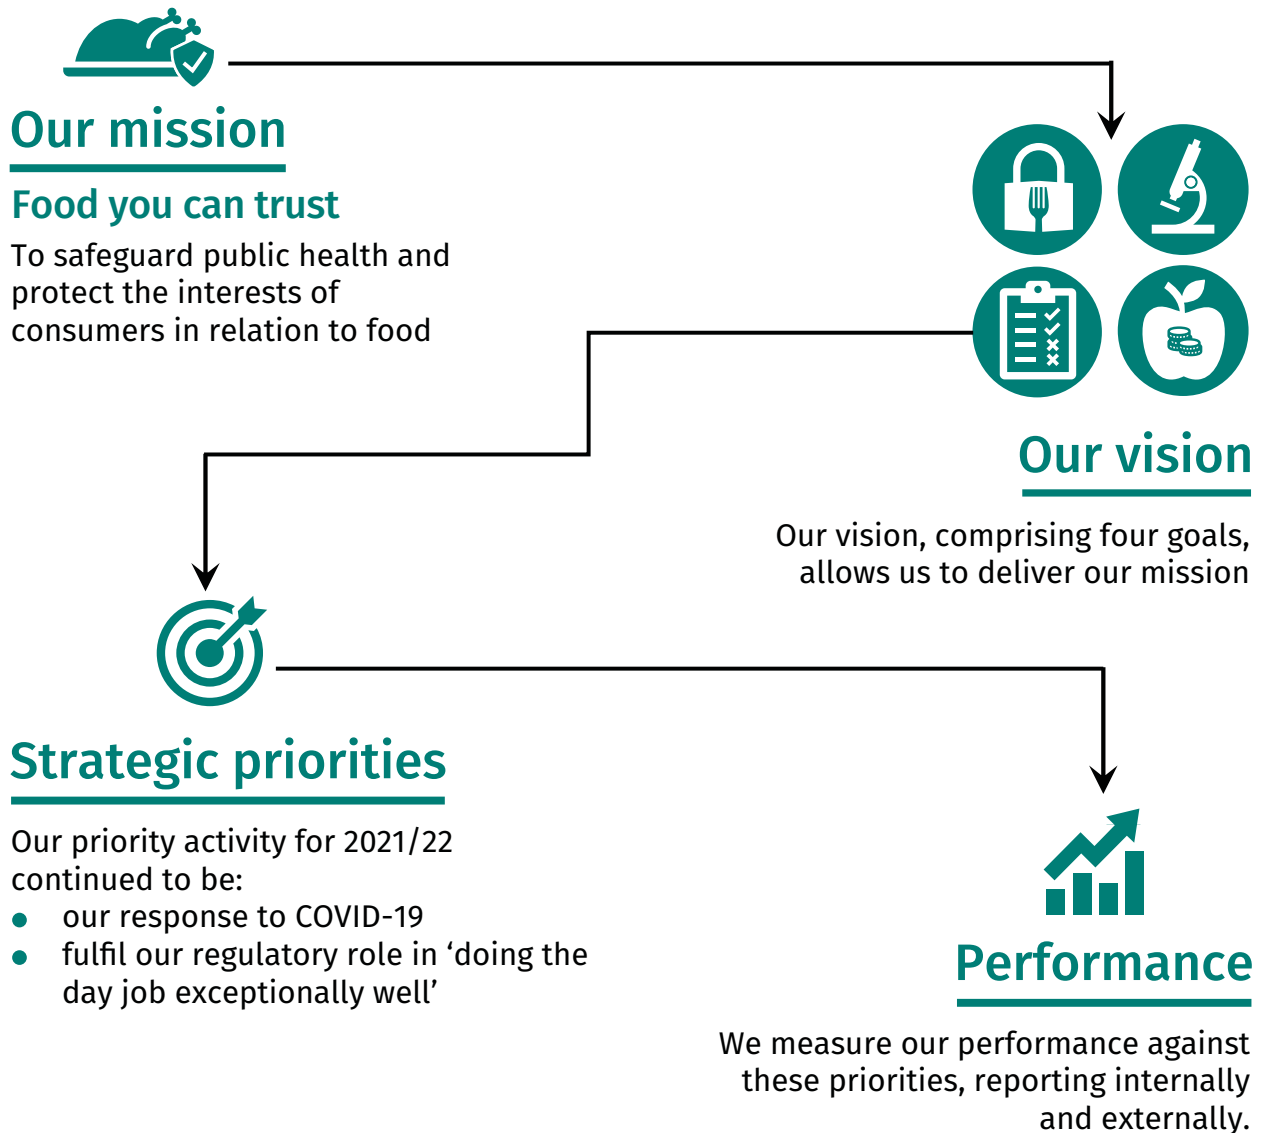 Our mission
Food you can trust
To safeguard public health and
protect the interests of
consumers in relation to food
Our vision
Our vision, comprising four goals,
allows us to deliver our mission
Strategic priorities
Our priority activity for 2021/22
continued to be:
● our response to COVID-19
● fulfil our regulatory role in ‘doing the
day job exceptionally well’
Performance
We measure our performance against
these priorities, reporting internally
and externally.